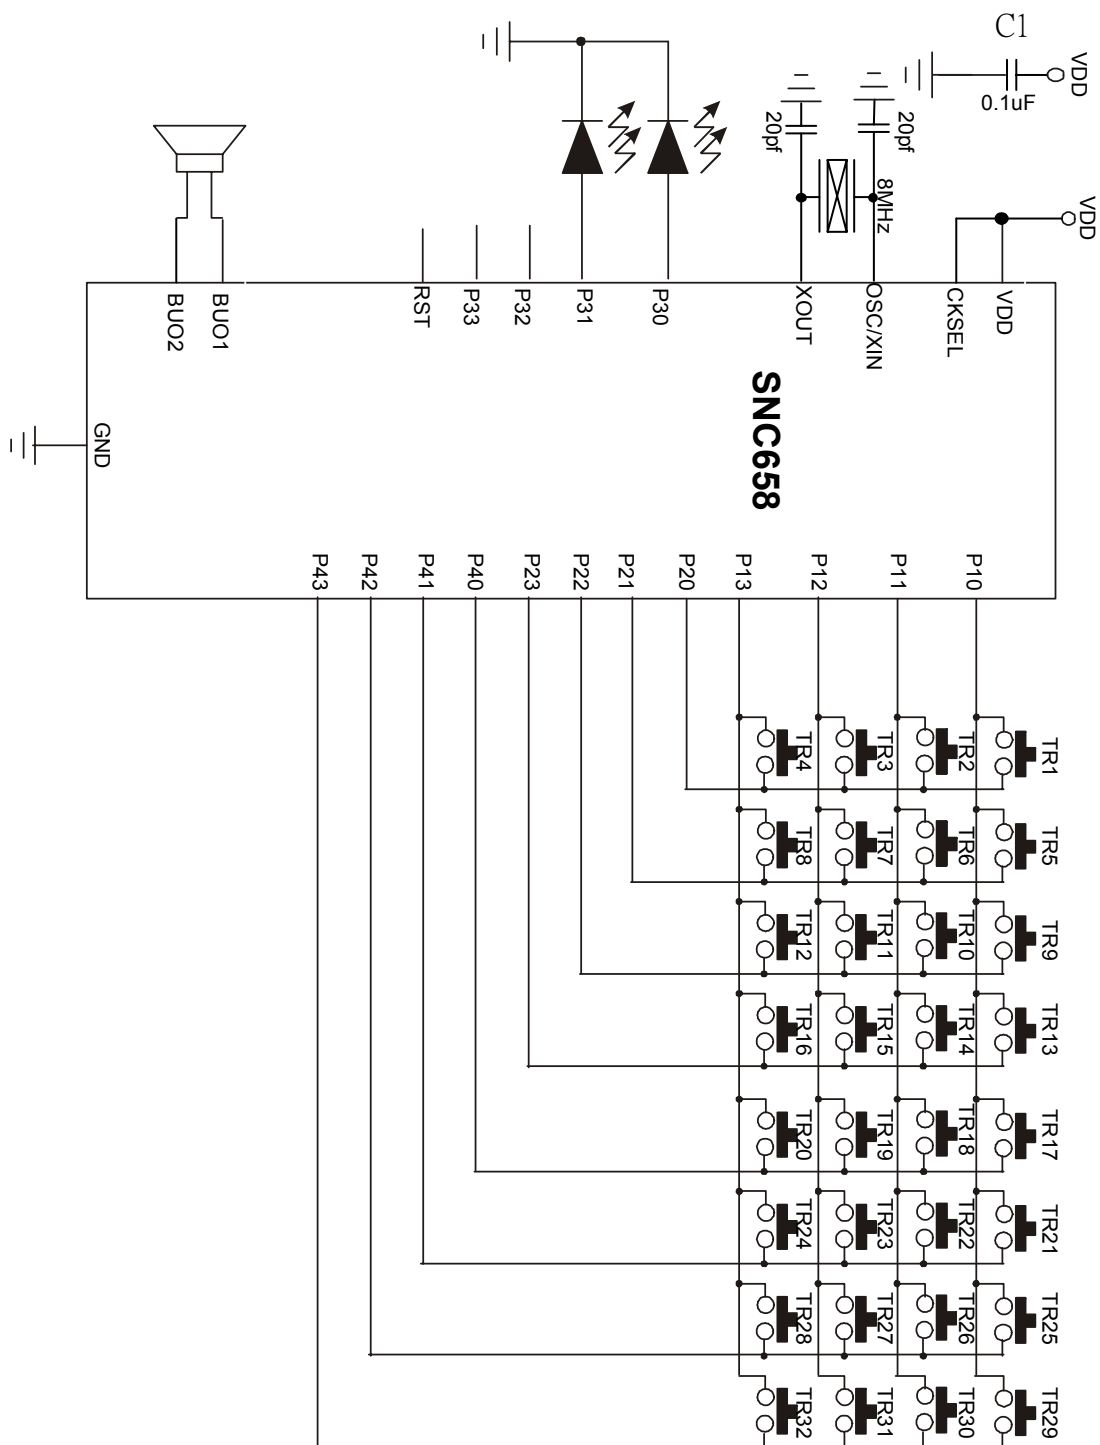 C1
VDD
0.1uF
20pf
20pf
8MHz
VDD
BUO2
BUO1
RST
P33
P32
P31
P30
XOUT
OSC/XIN
CKSEL
VDD
SNC658
GND
P43
P42
P41
P40
P23
P22
P21
P20
P13
P12
P11
P10
TR4
TR3
TR2
TR1
TR8
TR7
TR6
TR5
TR12
TR11
TR10
TR9
TR16
TR15
TR14
TR13
TR20
TR19
TR18
TR17
TR24
TR23
TR22
TR21
TR28
TR27
TR26
TR25
TR32
TR31
TR30
TR29